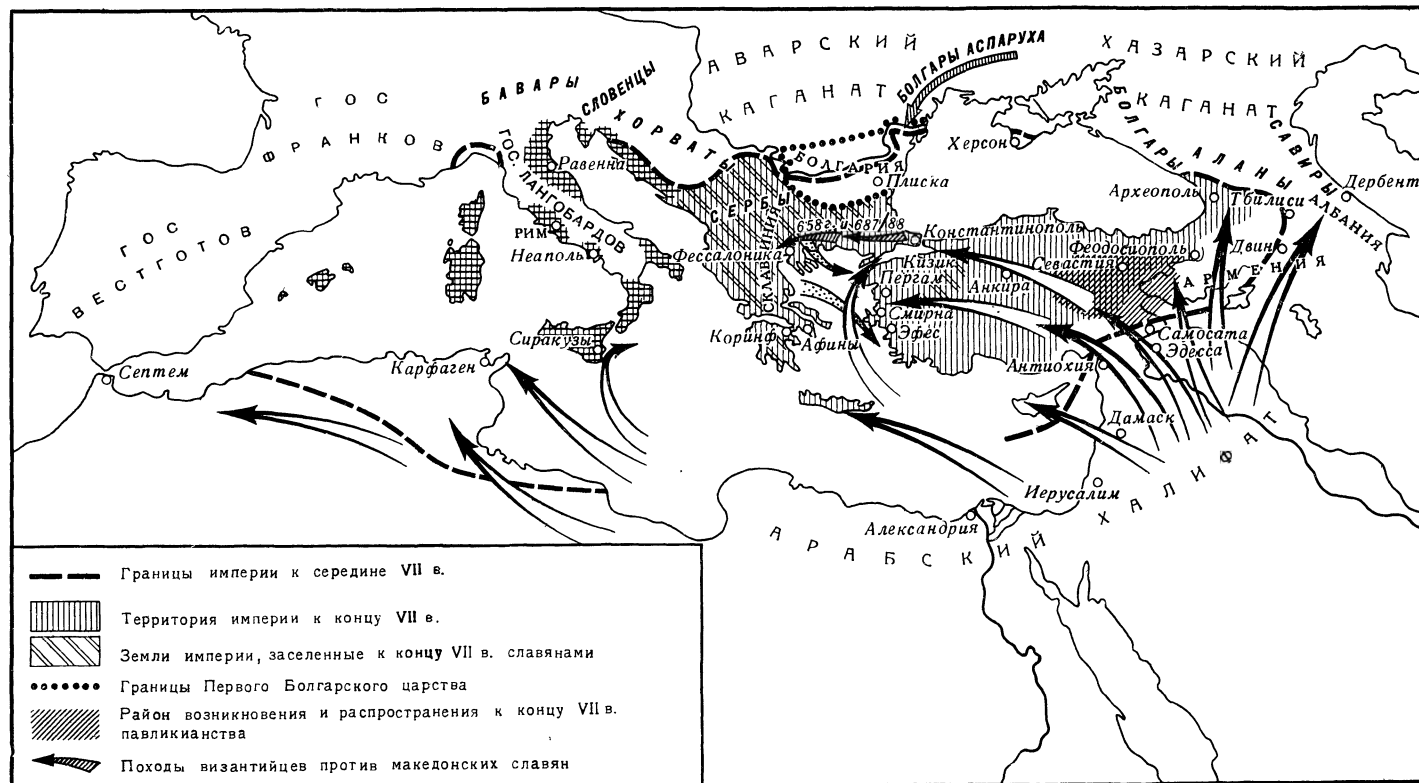 ГОС
ФРАНКОВ
ГОС
ВЕСТГОТОВ
БАВАРЫ
СЛОВЕНЦЫ
ХОРВАТЫ
АВАРСКИЙ
КАГАНАТ
БОЛГАРЫ АСПАРУХА
ХАЗАРСКИЙ
КАГАНАТ
БОЛГАРЫ
АЛАНЫ
САВИРЫ
АЛБАНИЯ
Дербент
Херсон
Археополь
Тбилиси
Двин
АРМЕНИЯ
ГОС. ЛАНГОБАРДОВ
Равенна
РИМ
Неаполь
Сиракузы
СЕРБЫ
БОЛГАРИЯ
Плиска
658 г. и 687/88
Константинополь
Фессалоника
СКЛАВИНИЯ
Кизик
Пергам
Анкира
Феодосиополь
Севастия
Смирна
Эфес
Коринф
Афины
Самосата
Эдесса
Антиохия
Септем
Карфаген
Дамаск
Иерусалим
Александрия
АРАБСКИЙ ХАЛИФАТ
Границы империи к середине VII в.
Территория империи к концу VII в.
Земли империи, заселенные к концу VII в. славянами
Границы Первого Болгарского царства
Район возникновения и распространения к концу VII в.
павликианства
Походы византийцев против македонских славян